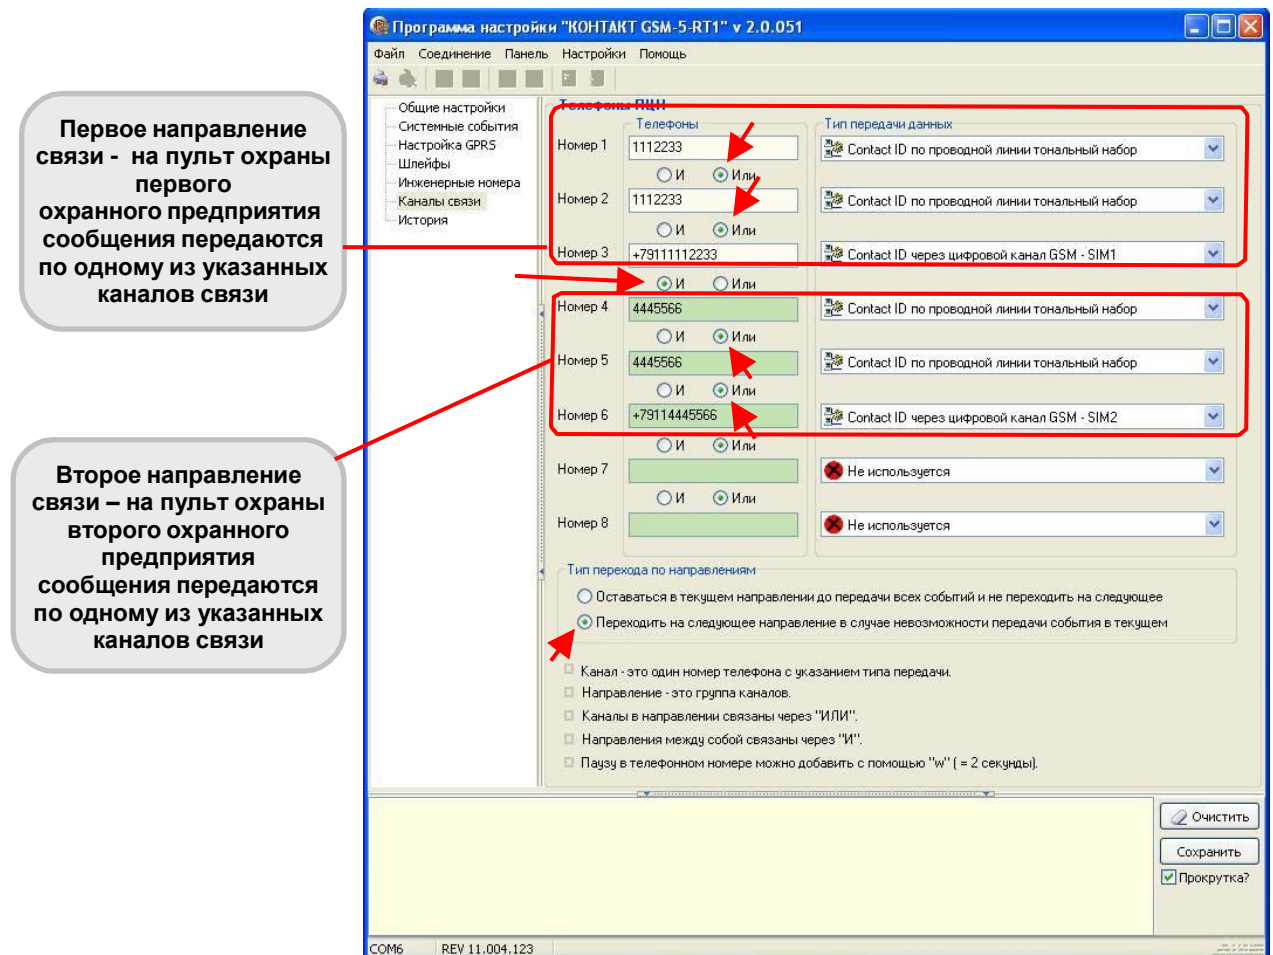 Программа настройки "КОНТАКТ GSM-5-RT1" v 2.0.051
Файл Соединение Панель Настройки Помощь
Первое направление
связи - на пульт охраны
первого
охранного предприятия
сообщения передаются
по одному из указанных
каналов связи
Второе направление
связи – на пульт охраны
второго охранного
предприятия
сообщения передаются
по одному из указанных
каналов связи
Общие настройки
Системные события
Настройка GPRS
Шлейфы
Инженерные номера
Каналы связи
История
Телефоны ПЦН
Телефоны Тип передачи данных
Номер 1 1112233 Contact ID по проводной линии тональный набор
И Или
Номер 2 1112233 Contact ID по проводной линии тональный набор
И Или
Номер 3 +79111112233 Contact ID через цифровой канал GSM - SIM1
И Или
Номер 4 4445566 Contact ID по проводной линии тональный набор
И Или
Номер 5 4445566 Contact ID по проводной линии тональный набор
И Или
Номер 6 +79114445566 Contact ID через цифровой канал GSM - SIM2
И Или
Номер 7 Не используется
И Или
Номер 8 Не используется
Тип перехода по направлениям
Оставаться в текущем направлении до передачи всех событий и не переходить на следующее
Переходить на следующее направление в случае невозможности передачи события в текущем
Канал - это один номер телефона с указанием типа передачи.
Направление - это группа каналов.
Каналы в направлении связаны через "ИЛИ".
Направления между собой связаны через "И".
Паузу в телефонном номере можно добавить с помощью "w" ( = 2 секунды).
Очистить
Сохранить
Прокрутка?
COM6 REV 11.004.123